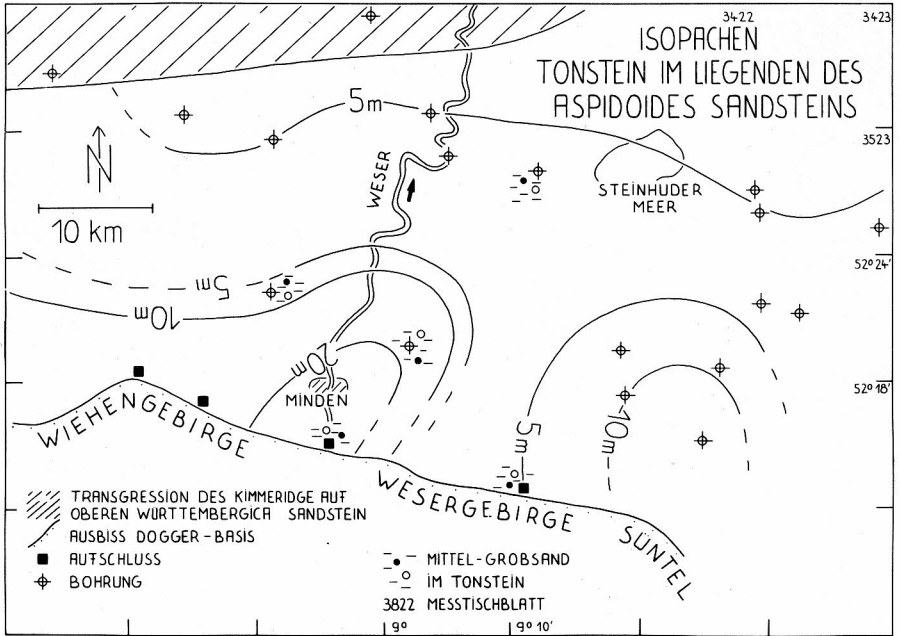 3422
3423
ISOPACHEN
TONSTEIN IM LIEGENDEN DES
ASPIDOIDES SANDSTEINS
5m
3523
N
WESER
STEINHUDER
MEER
10 km
52° 24'
5m
10m
20m
52° 18'
MINDEN
WIEHENGEBIRGE
5m
10m
WESERGEBIRGE
SÜNTEL
TRANSGRESSION DES KIMMERIDGE AUF
OBEREN WÜRTTEMBERGICA SANDSTEIN
AUSBISS DOGGER-BASIS
AUFSCHLUSS
BOHRUNG
MITTEL-GROBSAND
IM TONSTEIN
3822 MESSTISCHBLATT
9°
9° 10'